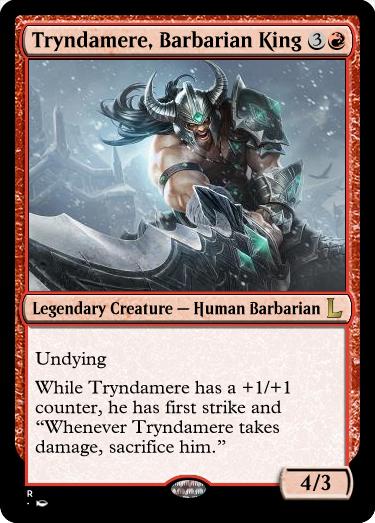 Tryndamere, Barbarian King 3
Legendary Creature — Human Barbarian L
Undying
While Tryndamere has a +1/+1
counter, he has first strike and
“Whenever Tryndamere takes
damage, sacrifice him.”
R
4/3